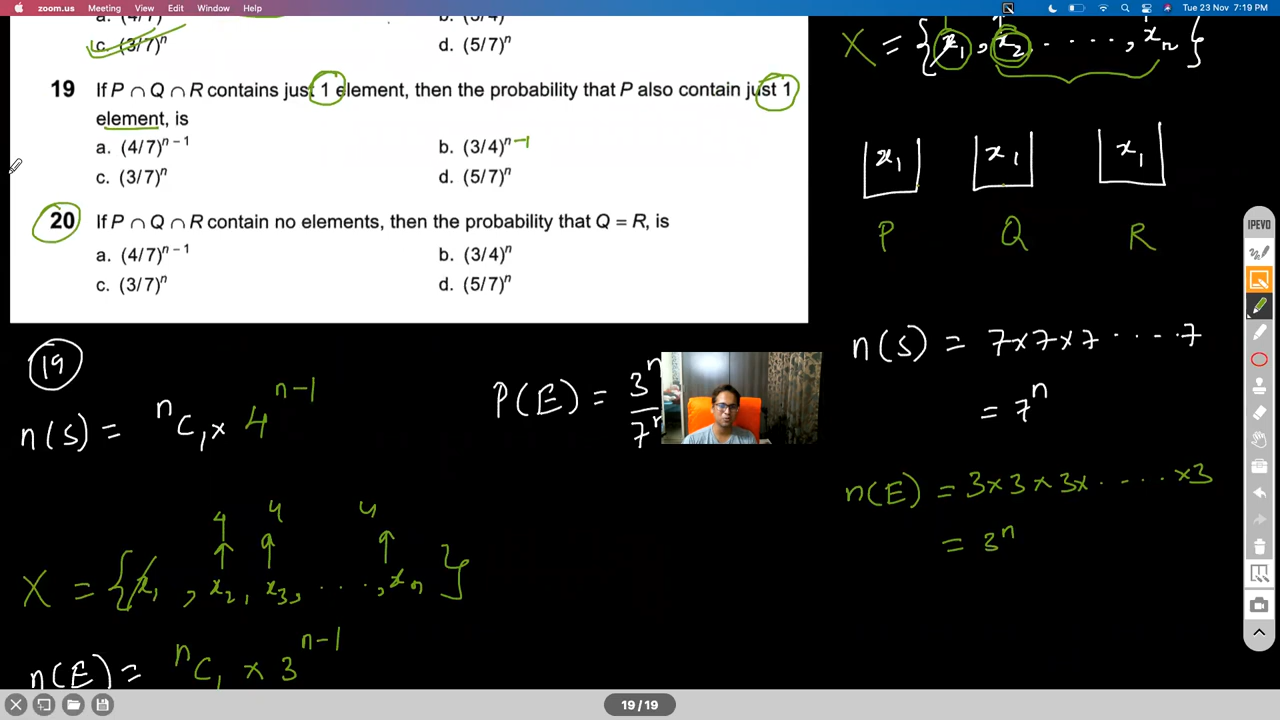 zoom.us Meeting Window Help
Tue 23 Nov 7:19 PM
a. (4/7)ⁿ b. (3/4)ⁿ
c. (3/7)ⁿ d. (5/7)ⁿ
19 If P ∩ Q ∩ R contains just 1 element, then the probability that P also contain just 1
element, is
a. (4/7)ⁿ⁻¹ b. (3/4)ⁿ⁻¹
c. (3/7)ⁿ d. (5/7)ⁿ
20 If P ∩ Q ∩ R contain no elements, then the probability that Q = R, is
a. (4/7)ⁿ⁻¹ b. (3/4)ⁿ
c. (3/7)ⁿ d. (5/7)ⁿ
X = {x₁, x₂ ....., xₙ}
x₁ x₁ x₁
P Q R
n(S) = 7×7×7 .....7
= 7ⁿ
n(E) = 3×3×3× ..... ×3
= 3ⁿ
19
n(S) = ⁿC₁× 4ⁿ⁻¹
P(E) = 3ⁿ/7ⁿ
4 4 4
X = {x₁, x₂, x₃, ...., xₙ}
n(E) = ⁿC₁ × 3ⁿ⁻¹
IPEVO
19 / 19